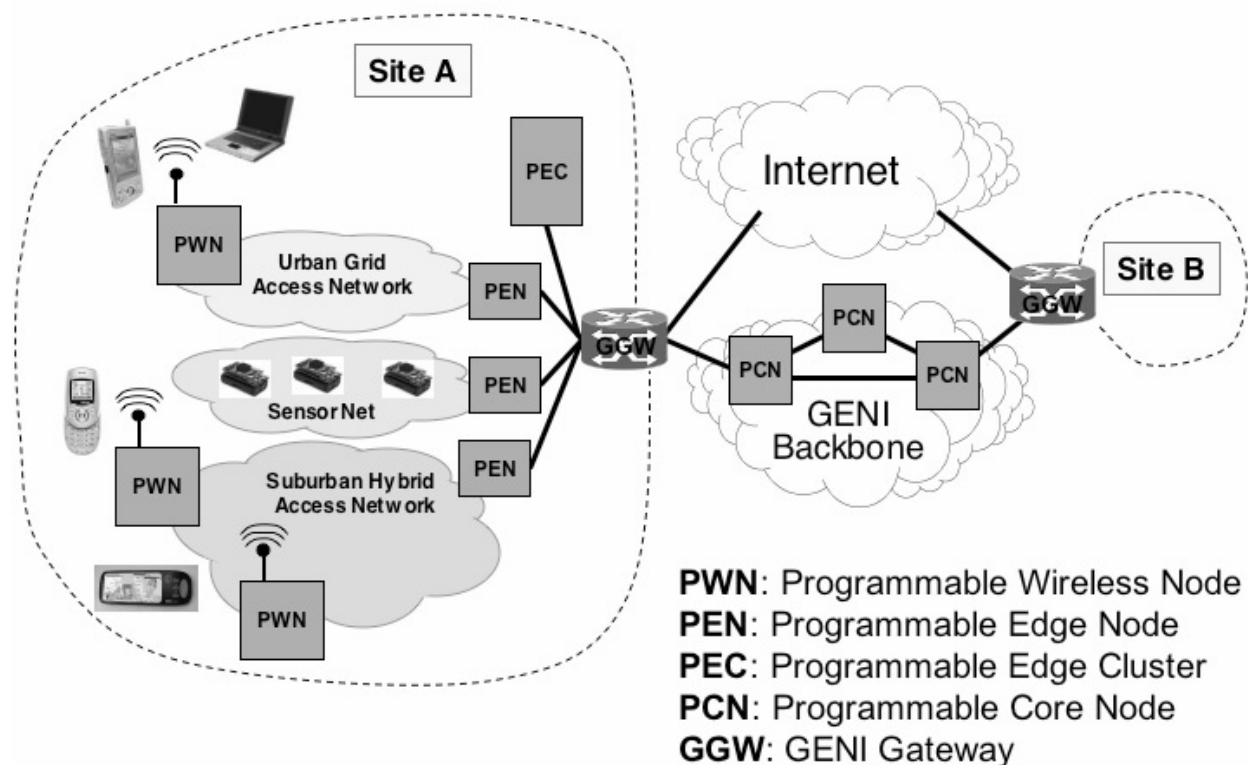 Site A
PEC
PWN
Urban Grid
Access Network
PEN
SensorNet
PEN
PWN
Suburban Hybrid
Access Network
PEN
PWN
GGW
Internet
PCN
PCN
PCN
GENI
Backbone
GGW
Site B
PWN: Programmable Wireless Node
PEN: Programmable Edge Node
PEC: Programmable Edge Cluster
PCN: Programmable Core Node
GGW: GENI Gateway